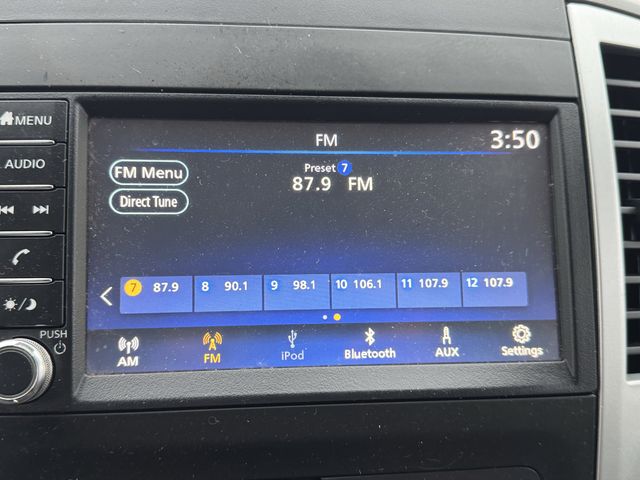 MENU
AUDIO
PUSH
FM
3:50
FM Menu
Direct Tune
Preset 7
87.9 FM
7 87.9 8 90.1 9 98.1 10 106.1 11 107.9 12 107.9
AM FM iPod Bluetooth AUX Settings